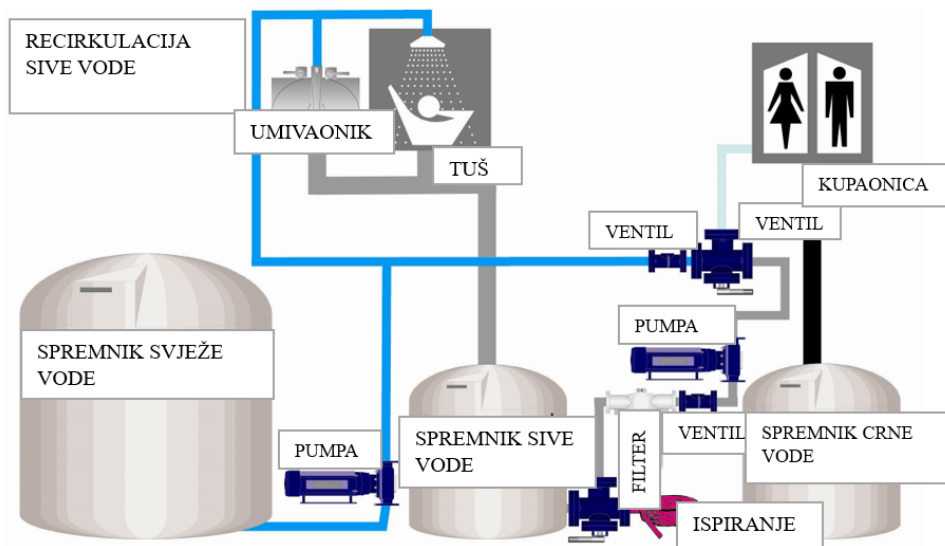 RECIRKULACIJA
SIVE VODE
UMIVAONIK
TUŠ
KUPAONICA
VENTIL
VENTIL
PUMPA
SPREMNIK SVJEŽE
VODE
SPREMNIK SIVE
VODE
FILTER
VENTIL
SPREMNIK CRNE
VODE
PUMPA
ISPIRANJE